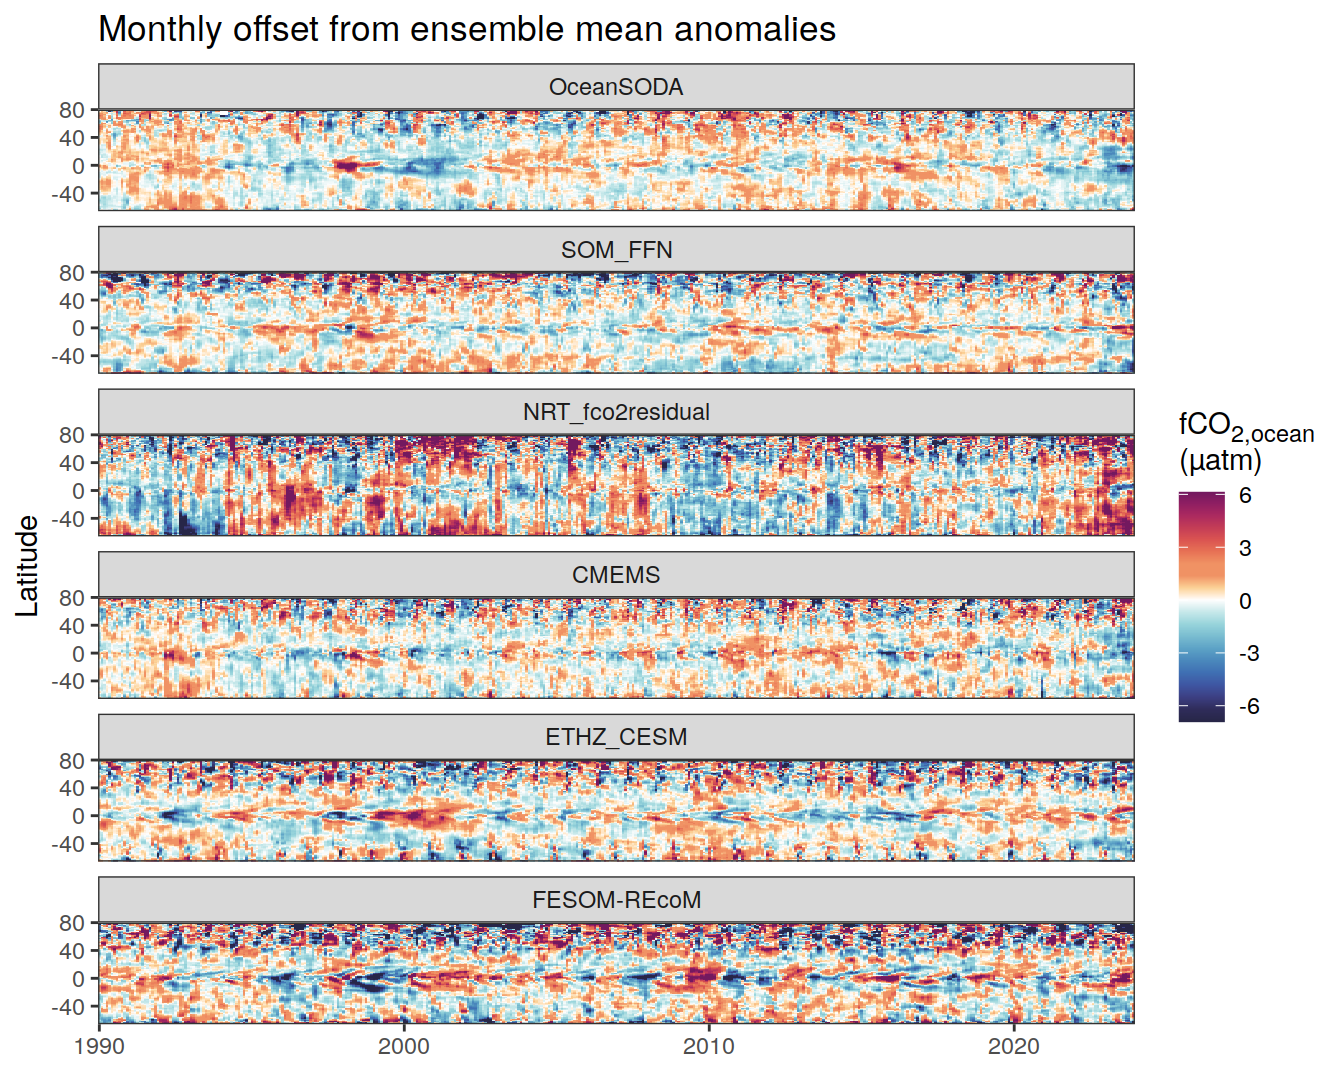 Monthly offset from ensemble mean anomalies
OceanSODA
80
40
0
-40
SOM_FFN
80
40
0
-40
NRT_fco2residual
80
40
0
-40
CMEMS
80
40
0
-40
ETHZ_CESM
80
40
0
-40
FESOM-REcoM
80
40
0
-40
1990 2000 2010 2020
Latitude
fCO2,ocean
(µatm)
6
3
0
-3
-6